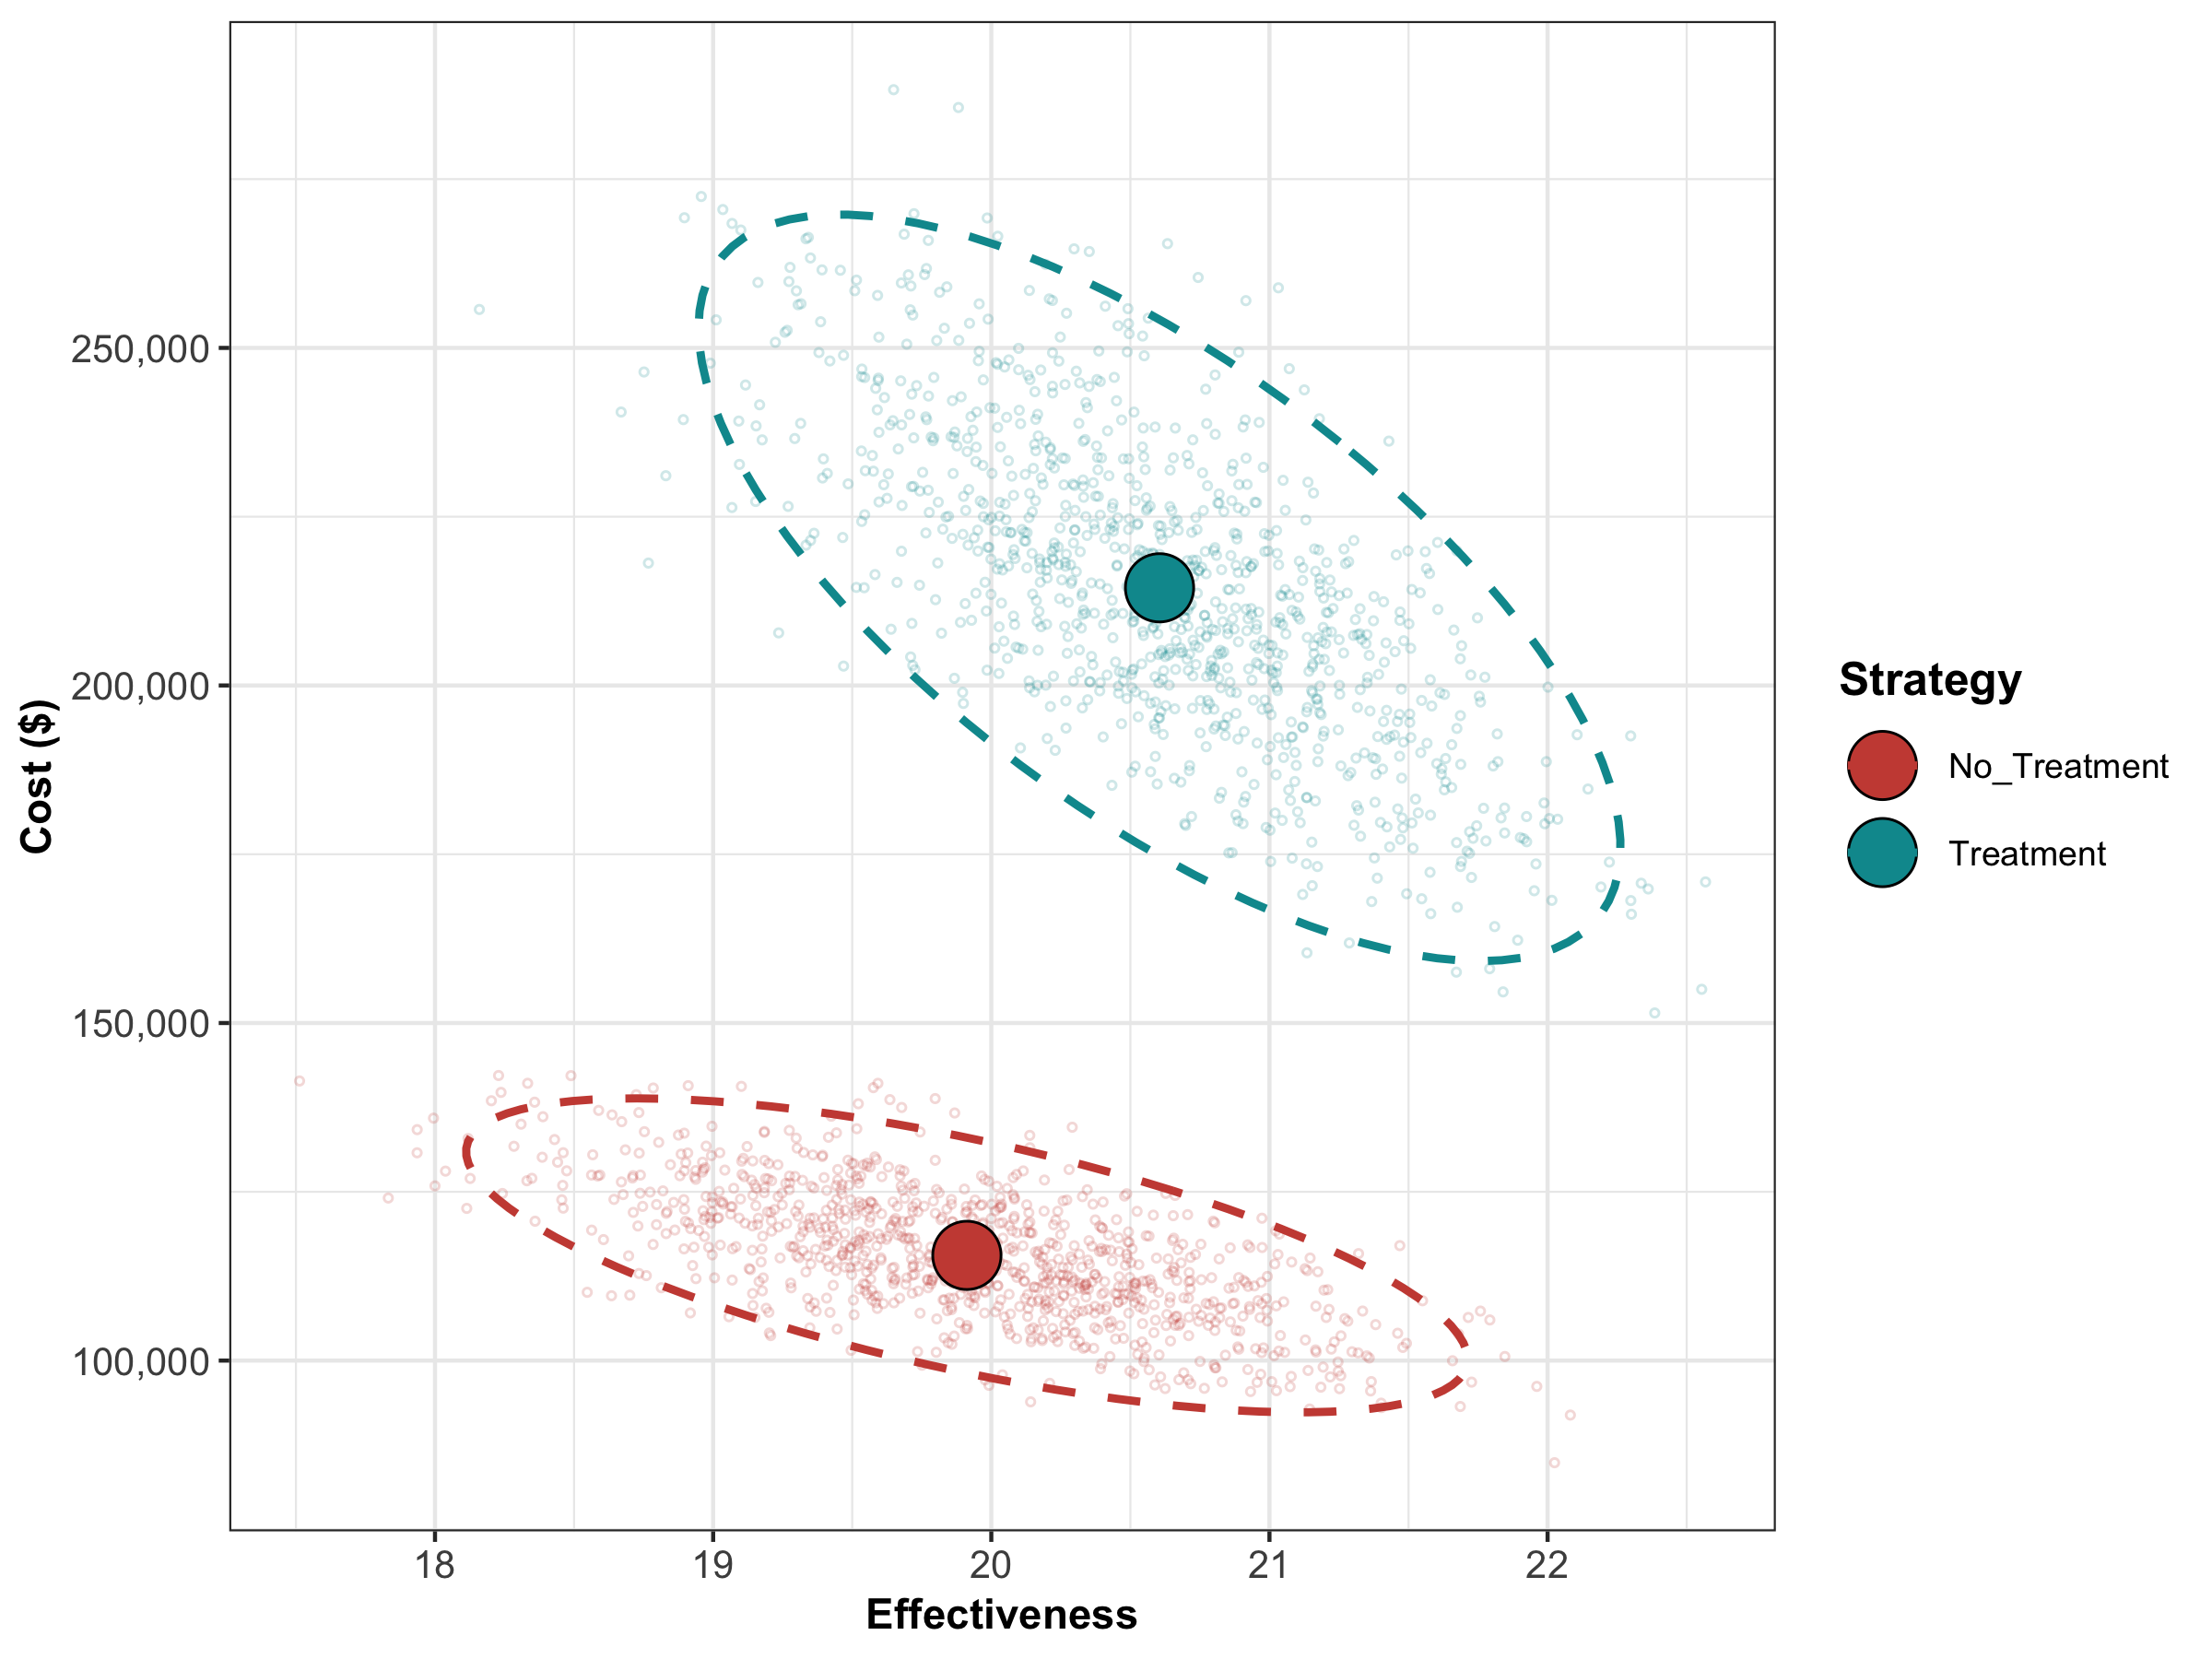 250,000
200,000
150,000
100,000
Cost ($)
18 19 20 21 22
Effectiveness
Strategy
No_Treatment
Treatment